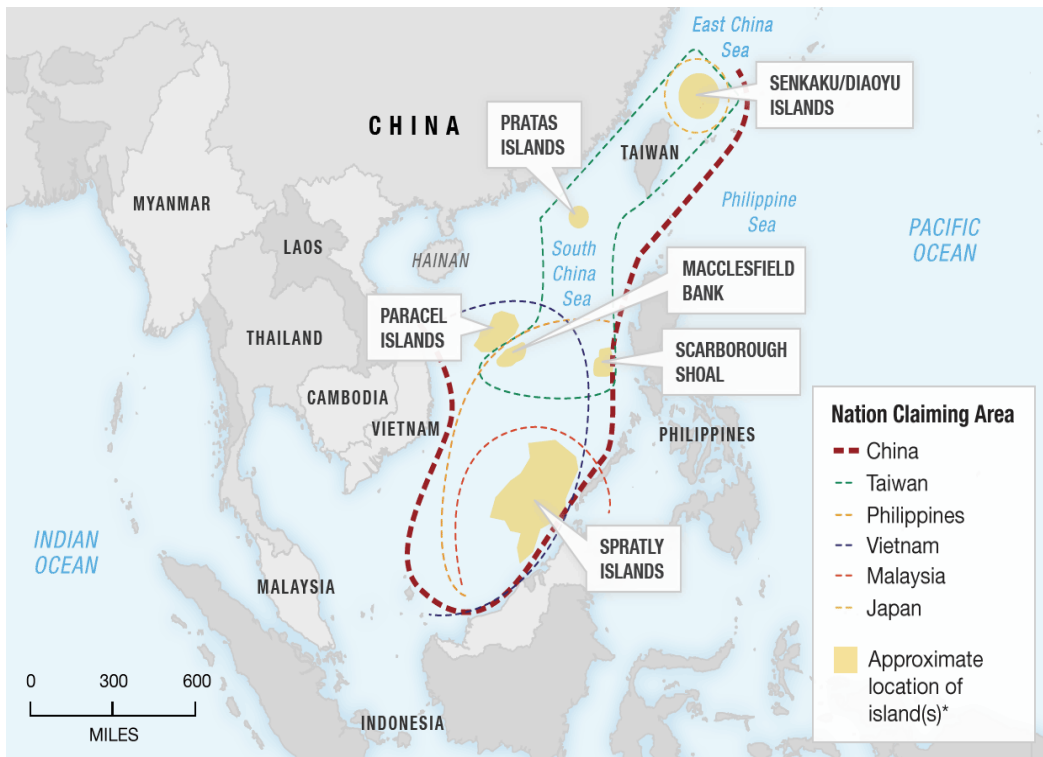 East China
Sea
SENKAKU/DIAOYU
ISLANDS
CHINA
PRATAS
ISLANDS
TAIWAN
MYANMAR
Philippine
Sea
PACIFIC
OCEAN
LAOS
HAINAN
South
China
Sea
MACCLESFIELD
BANK
PARACEL
ISLANDS
THAILAND
SCARBOROUGH
SHOAL
CAMBODIA
VIETNAM
PHILIPPINES
Nation Claiming Area
China
Taiwan
Philippines
Vietnam
Malaysia
Japan
Approximate
location of
island(s)*
INDIAN
OCEAN
SPRATLY
ISLANDS
MALAYSIA
0 300 600
MILES
INDONESIA